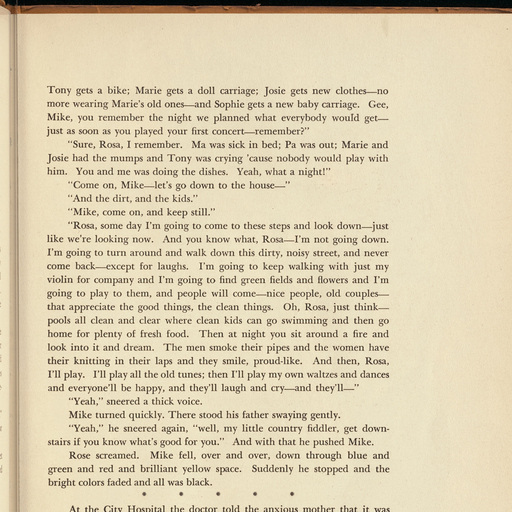 Tony gets a bike; Marie gets a doll carriage; Josie gets new clothes—no
more wearing Marie's old ones—and Sophie gets a new baby carriage. Gee,
Mike, you remember the night we planned what everybody would get—
just as soon as you played your first concert—remember?"
"Sure, Rosa, I remember. Ma was sick in bed; Pa was out; Marie and
Josie had the mumps and Tony was crying 'cause nobody would play with
him. You and me was doing the dishes. Yeah, what a night!"
"Come on, Mike—let's go down to the house—"
"And the dirt, and the kids."
"Mike, come on, and keep still."
"Rosa, some day I'm going to come to these steps and look down—just
like we're looking now. And you know what, Rosa—I'm not going down.
I'm going to turn around and walk down this dirty, noisy street, and never
come back—except for laughs. I'm going to keep walking with just my
violin for company and I'm going to find green fields and flowers and I'm
going to play to them, and people will come—nice people, old couples—
that appreciate the good things, the clean things. Oh, Rosa, just think—
pools all clean and clear where clean kids can go swimming and then go
home for plenty of fresh food. Then at night you sit around a fire and
look into it and dream. The men smoke their pipes and the women have
their knitting in their laps and they smile, proud-like. And then, Rosa,
I'll play. I'll play all the old tunes; then I'll play my own waltzes and dances
and everyone'll be happy, and they'll laugh and cry—and they'll—"
"Yeah," sneered a thick voice.
Mike turned quickly. There stood his father swaying gently.
"Yeah," he sneered again, "well, my little country fiddler, get down-
stairs if you know what's good for you." And with that he pushed Mike.
Rose screamed. Mike fell, over and over, down through blue and
green and red and brilliant yellow space. Suddenly he stopped and the
bright colors faded and all was black.
* * * * *
At the City Hospital the doctor told the anxious mother that it was